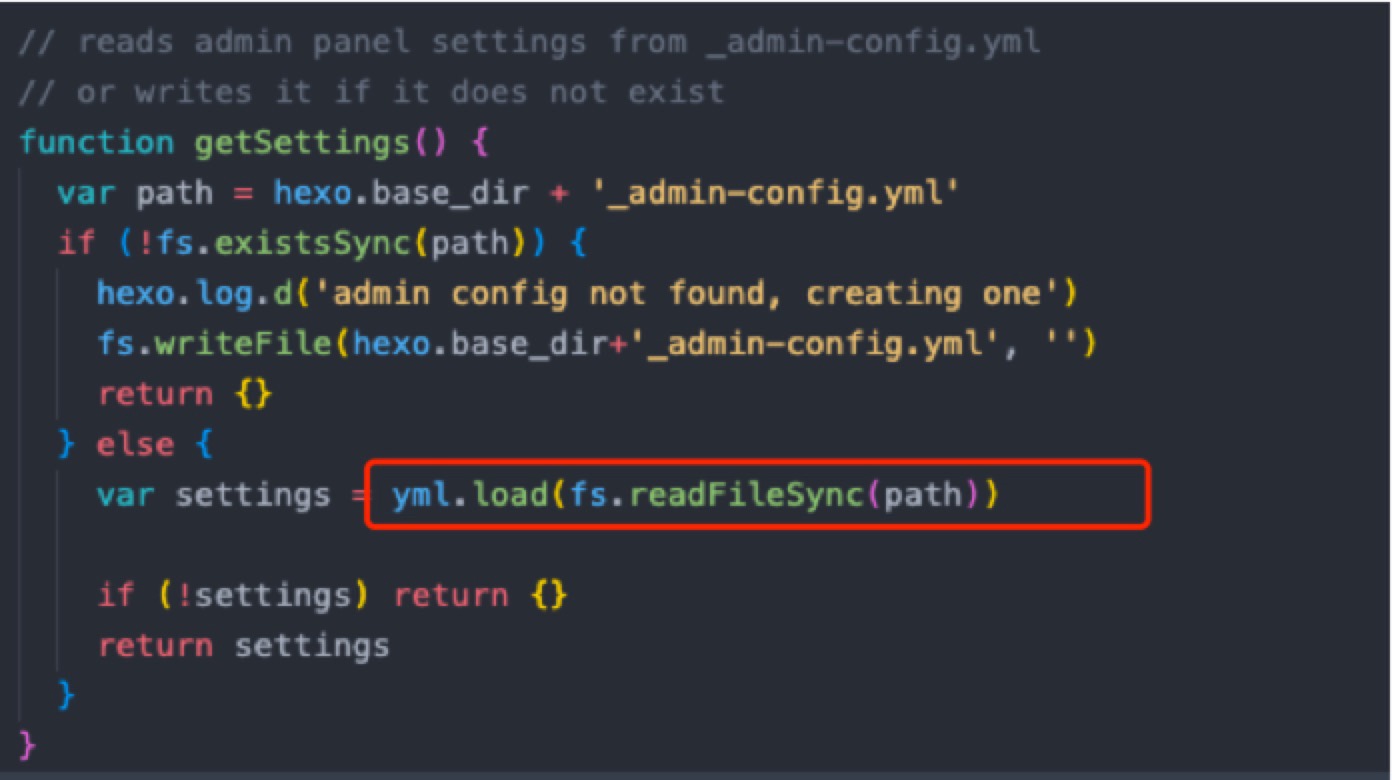 // reads admin panel settings from _admin-config.yml
// or writes it if it does not exist
function getSettings() {
  var path = hexo.base_dir + '_admin-config.yml'
  if (!fs.existsSync(path)) {
    hexo.log.d('admin config not found, creating one')
    fs.writeFile(hexo.base_dir+'_admin-config.yml', '')
    return {}
  } else {
    var settings = yml.load(fs.readFileSync(path))
    if (!settings) return {}
    return settings
  }
}